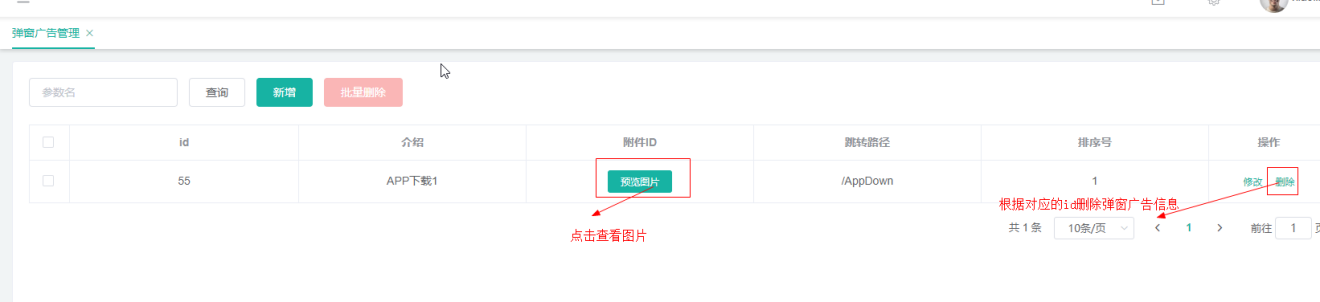 弹窗广告管理 ×
参数名 查询 新增 批量删除
id 介绍 附件ID 跳转路径 排序号 操作
55 APP下载1 预览图片 /AppDown 1 修改 删除
根据对应的id删除弹窗广告信息
共 1 条 10条/页 1 前往 1
点击查看图片